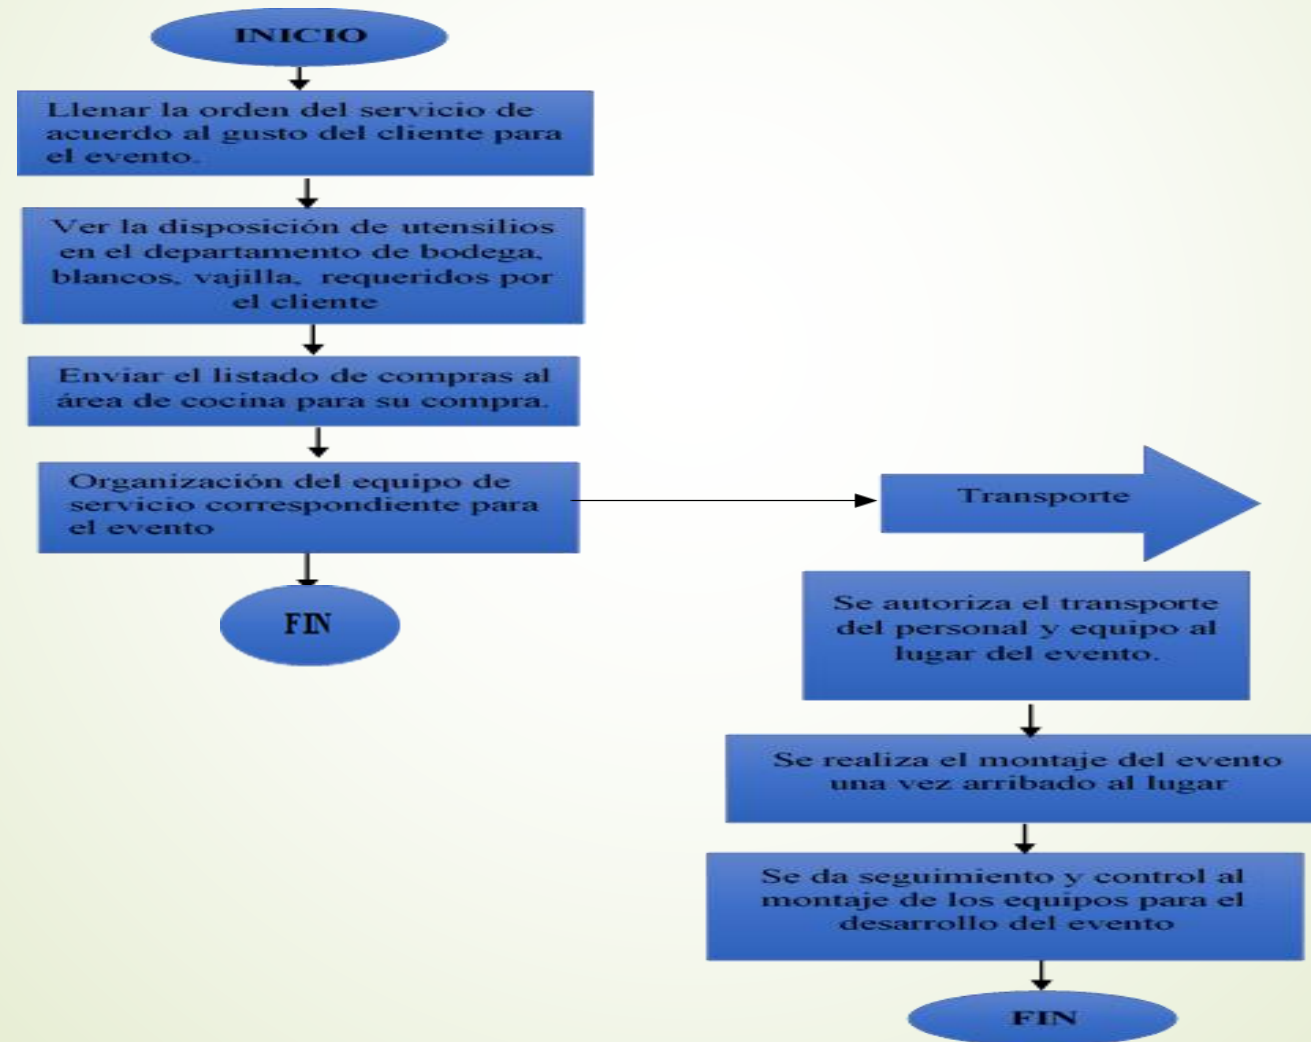 INICIO
Llenar la orden del servicio de
acuerdo al gusto del cliente para
el evento.
Ver la disposición de utensilios
en el departamento de bodega,
blancos, vajilla, requeridos por
el cliente
Enviar el listado de compras al
área de cocina para su compra.
Organización del equipo de
servicio correspondiente para
el evento
FIN
Transporte
Se autoriza el transporte
del personal y equipo al
lugar del evento.
Se realiza el montaje del evento
una vez arribado al lugar
Se da seguimiento y control al
montaje de los equipos para el
desarrollo del evento
FIN